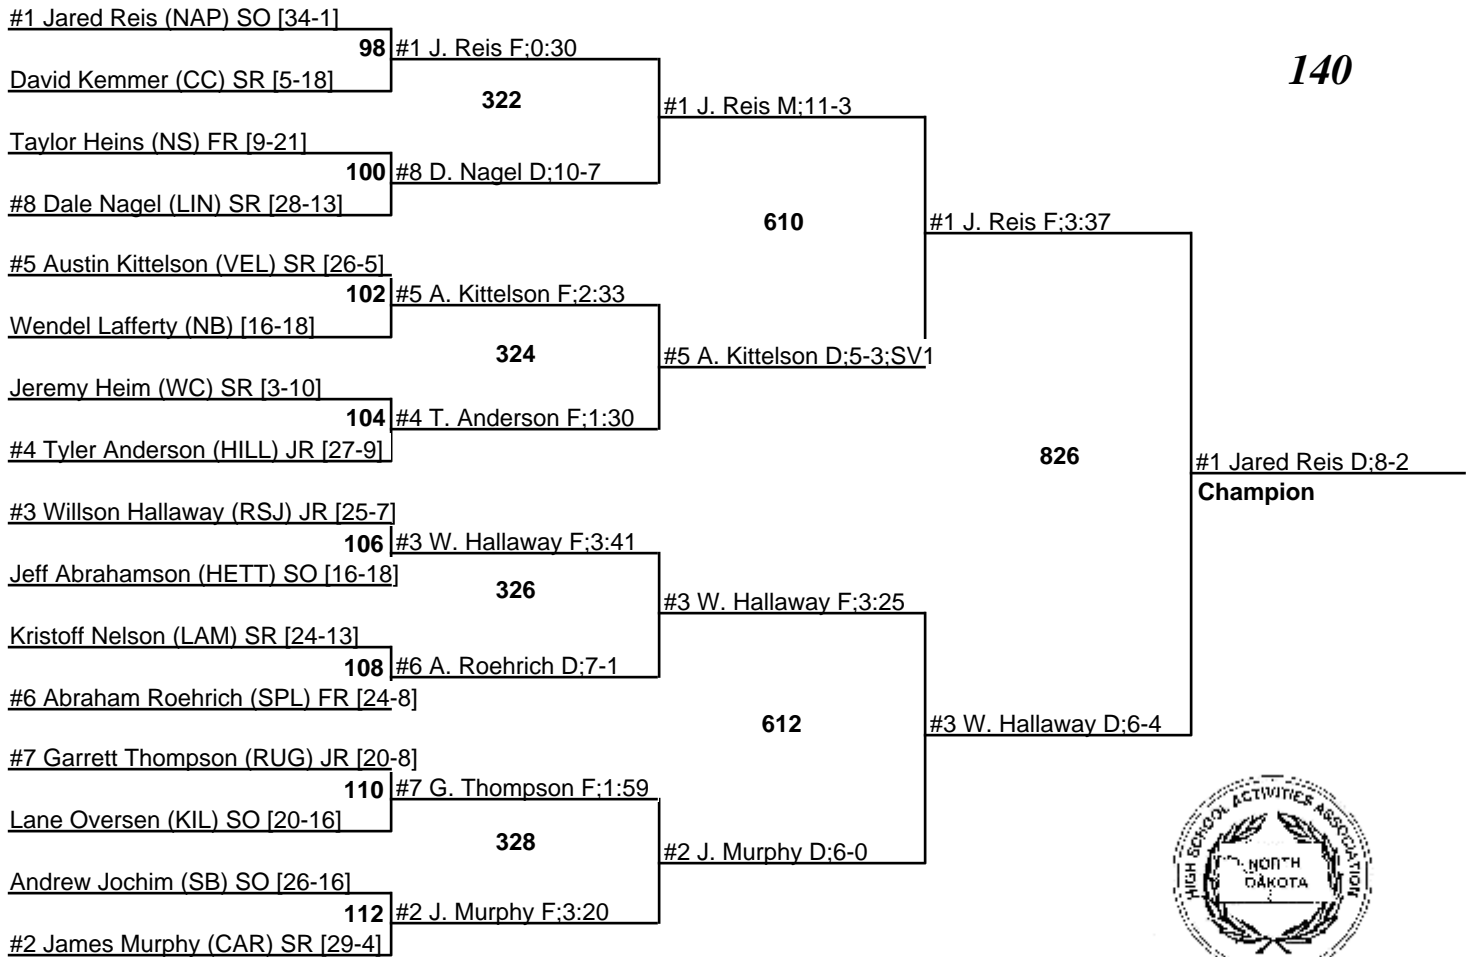 #1 Jared Reis (NAP) SO [34-1]
98 #1 J. Reis F;0:30
140
David Kemmer (CC) SR [5-18]
322
#1 J. Reis M;11-3
Taylor Heins (NS) FR [9-21]
100 #8 D. Nagel D;10-7
#8 Dale Nagel (LIN) SR [28-13]
610
#1 J. Reis F;3:37
#5 Austin Kittelson (VEL) SR [26-5]
102 #5 A. Kittelson F;2:33
Wendel Lafferty (NB) [16-18]
324
#5 A. Kittelson D;5-3;SV1
Jeremy Heim (WC) SR [3-10]
104 #4 T. Anderson F;1:30
#4 Tyler Anderson (HILL) JR [27-9]
826
#1 Jared Reis D;8-2
Champion
#3 Willson Hallaway (RSJ) JR [25-7]
106 #3 W. Hallaway F;3:41
Jeff Abrahamson (HETT) SO [16-18]
326
#3 W. Hallaway F;3:25
Kristoff Nelson (LAM) SR [24-13]
108 #6 A. Roehrich D;7-1
#6 Abraham Roehrich (SPL) FR [24-8]
612
#3 W. Hallaway D;6-4
#7 Garrett Thompson (RUG) JR [20-8]
110 #7 G. Thompson F;1:59
Lane Oversen (KIL) SO [20-16]
328
#2 J. Murphy D;6-0
Andrew Jochim (SB) SO [26-16]
112 #2 J. Murphy F;3:20
#2 James Murphy (CAR) SR [29-4]
HIGH SCHOOL ACTIVITIES ASSOCIATION
NORTH
DAKOTA